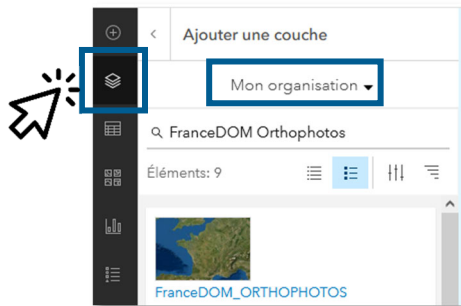 Ajouter une couche
Mon organisation
FranceDOM Orthophotos
Éléments: 9
FranceDOM_ORTHOPHOTOS